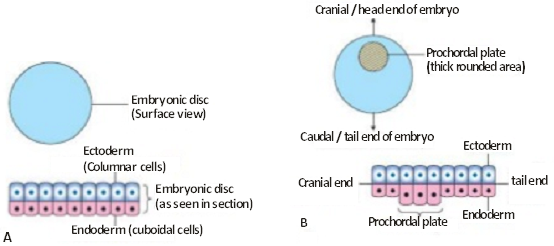 Embryonic disc
(Surface view)
Ectoderm
(Columnar cells)
Embryonic disc
(as seen in section)
Endoderm (cuboidal cells)
A
Cranial / head end of embryo
Prochordal plate
(thick rounded area)
Caudal / tail end of embryo
Ectoderm
Cranial end
tail end
Prochordal plate
Endoderm
B